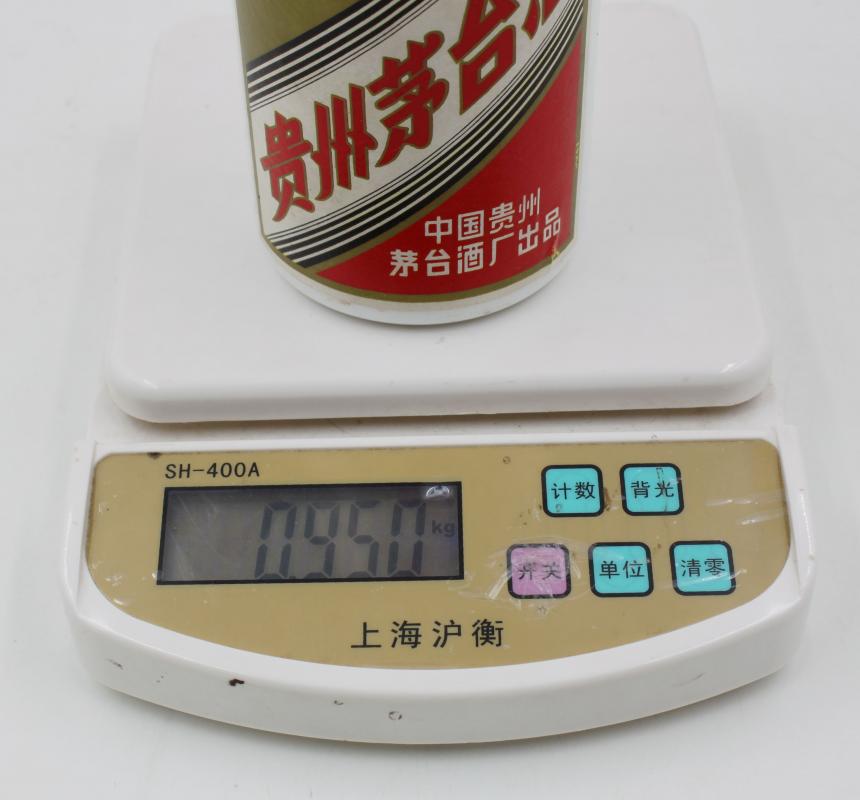 贵州茅台酒
中国贵州
茅台酒厂出品
SH-400A
计数
背光
0.950 kg
开关
单位
清零
上海沪衡